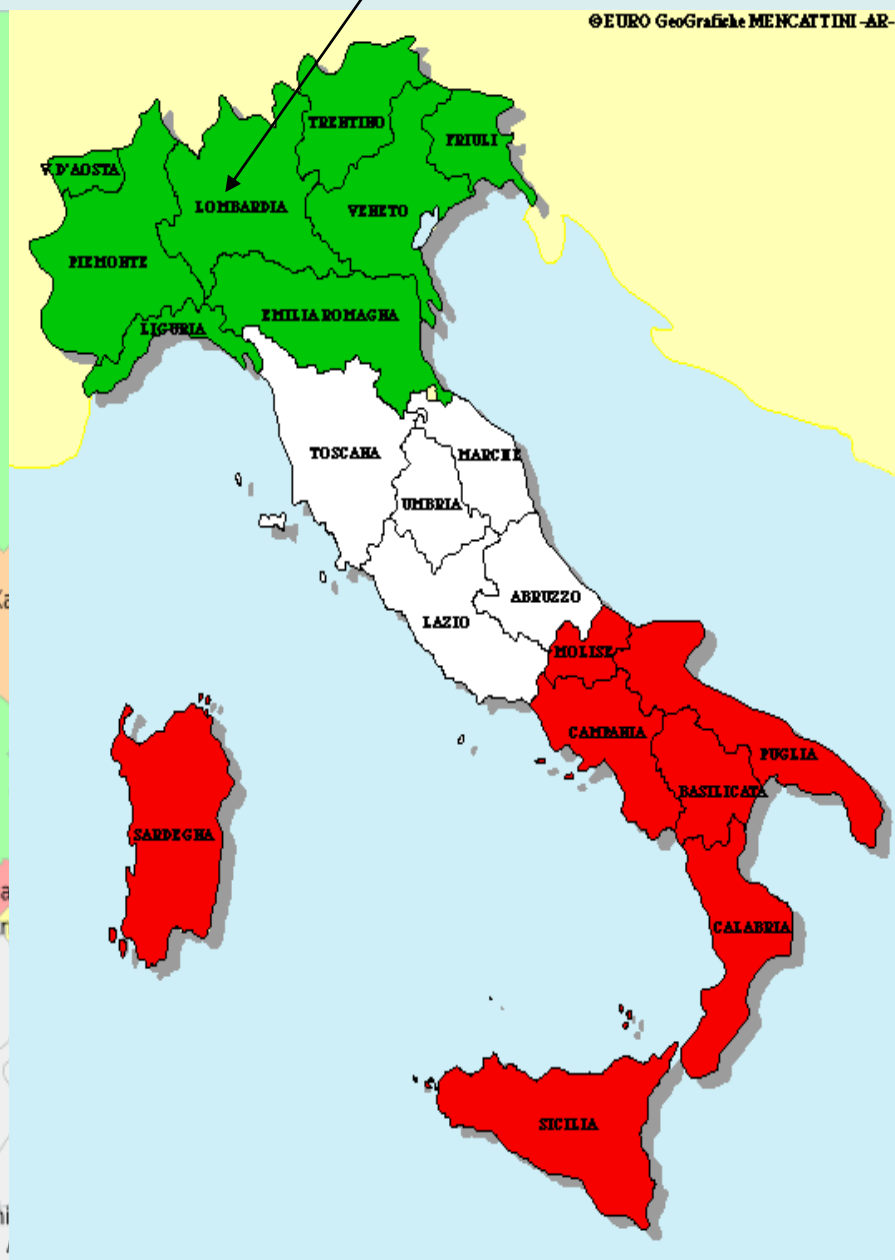 ©EURO GeoGrafiche MENCATTINI -AR-
TRENTINO
FRIULI
V.D'AOSTA
LOMBARDIA
VENETO
PIEMONTE
EMILIA ROMAGNA
LIGURIA
TOSCANA
MARCHE
UMBRIA
ABRUZZO
LAZIO
MOLISE
CAMPANIA
PUGLIA
BASILICATA
SARDEGNA
CALABRIA
SICILIA